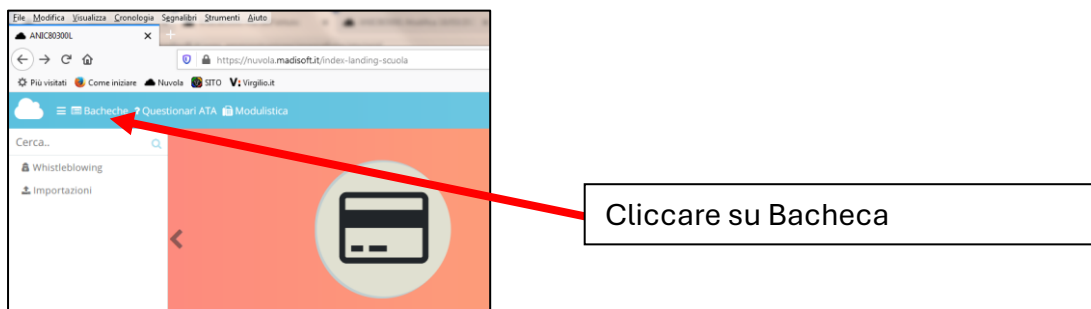 File Modifica Visualizza Cronologia Segnalibri Strumenti Aiuto
ANIC80300L
https://nuvola.madisoft.it/index-landing-scuola
Più visitati Come iniziare Nuvola SITO Virgilio.it
Bacheche ? Questionari ATA Modulistica
Cerca..
Whistleblowing
Importazioni
Cliccare su Bacheca